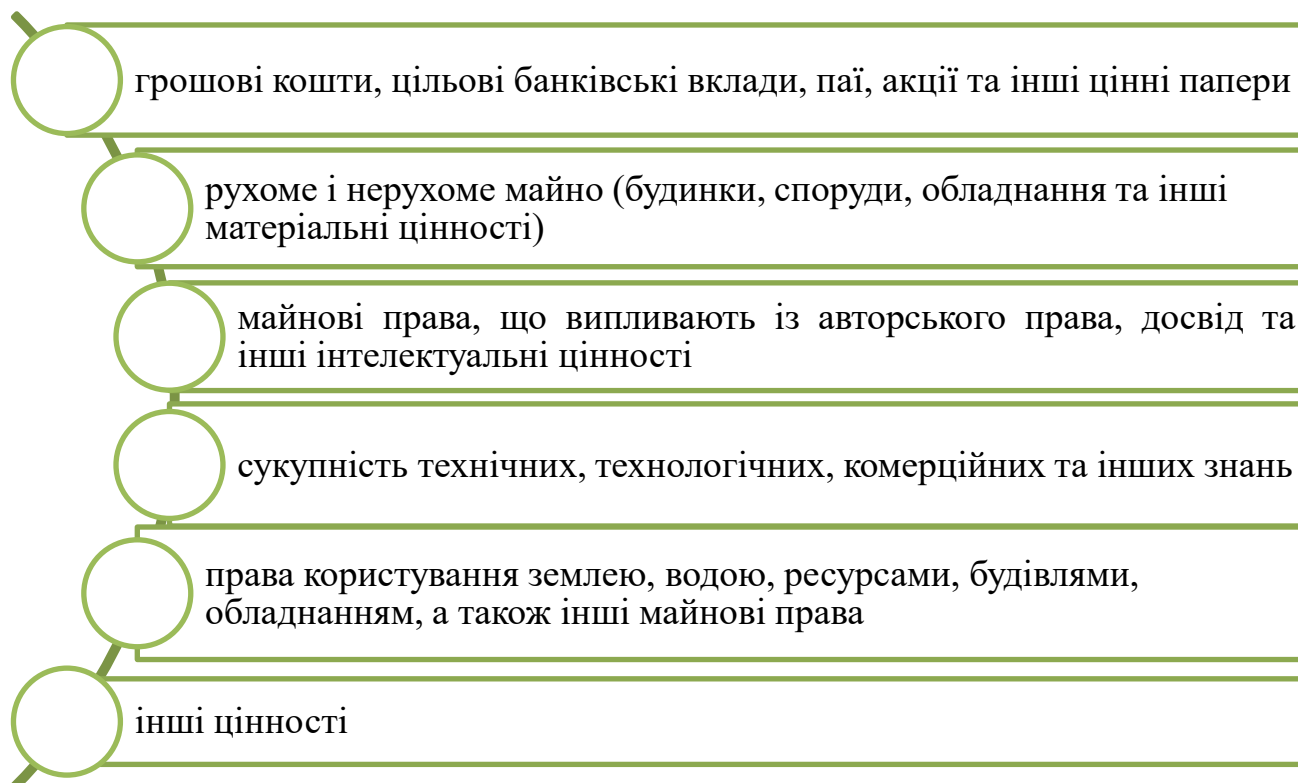 грошові кошти, цільові банківські вклади, паї, акції та інші цінні папери
рухоме і нерухоме майно (будинки, споруди, обладнання та інші
матеріальні цінності)
майнові права, що випливають із авторського права, досвід та
інші інтелектуальні цінності
сукупність технічних, технологічних, комерційних та інших знань
права користування землею, водою, ресурсами, будівлями,
обладнанням, а також інші майнові права
інші цінності